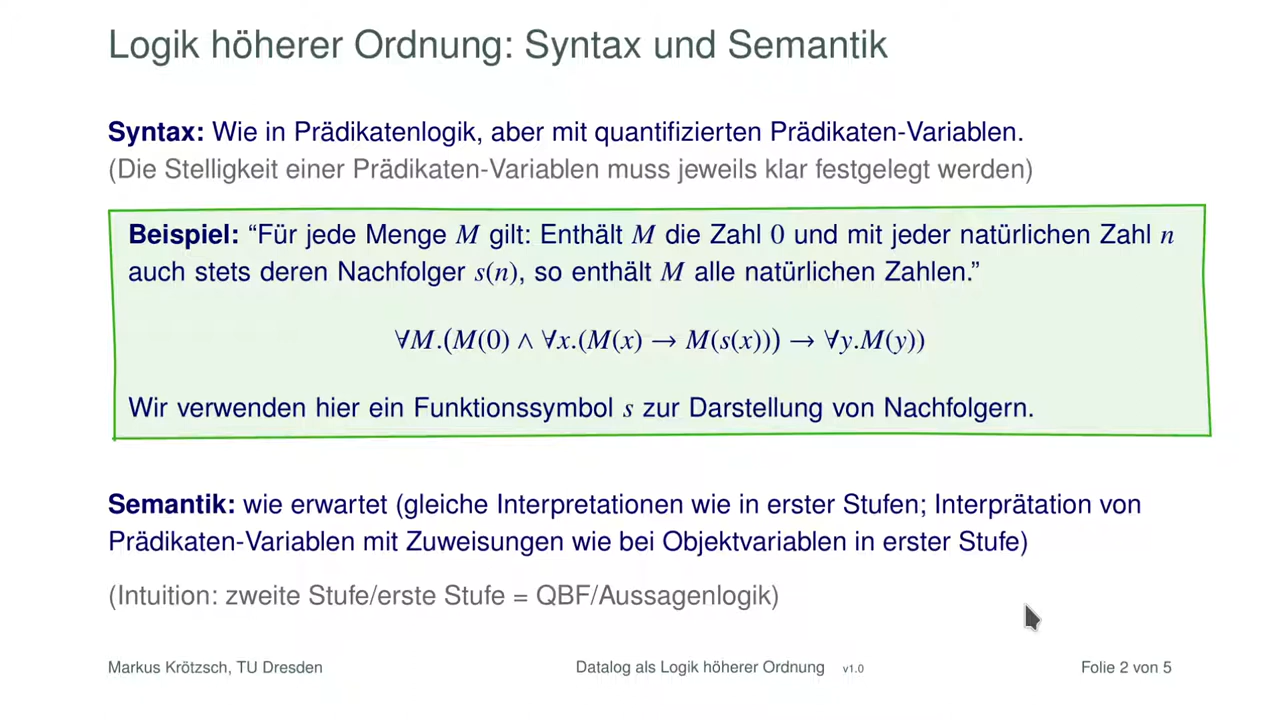 Logik höherer Ordnung: Syntax und Semantik
Syntax: Wie in Prädikatenlogik, aber mit quantifizierten Prädikaten-Variablen.
(Die Stelligkeit einer Prädikaten-Variablen muss jeweils klar festgelegt werden)
Beispiel: “Für jede Menge M gilt: Enthält M die Zahl 0 und mit jeder natürlichen Zahl n
auch stets deren Nachfolger s(n), so enthält M alle natürlichen Zahlen.”
∀M.(M(0) ∧ ∀x.(M(x) → M(s(x))) → ∀y.M(y))
Wir verwenden hier ein Funktionssymbol s zur Darstellung von Nachfolgern.
Semantik: wie erwartet (gleiche Interpretationen wie in erster Stufen; Interprätation von
Prädikaten-Variablen mit Zuweisungen wie bei Objektvariablen in erster Stufe)
(Intuition: zweite Stufe/erste Stufe = QBF/Aussagenlogik)
Markus Krötzsch, TU Dresden Datalog als Logik höherer Ordnung v1.0 Folie 2 von 5